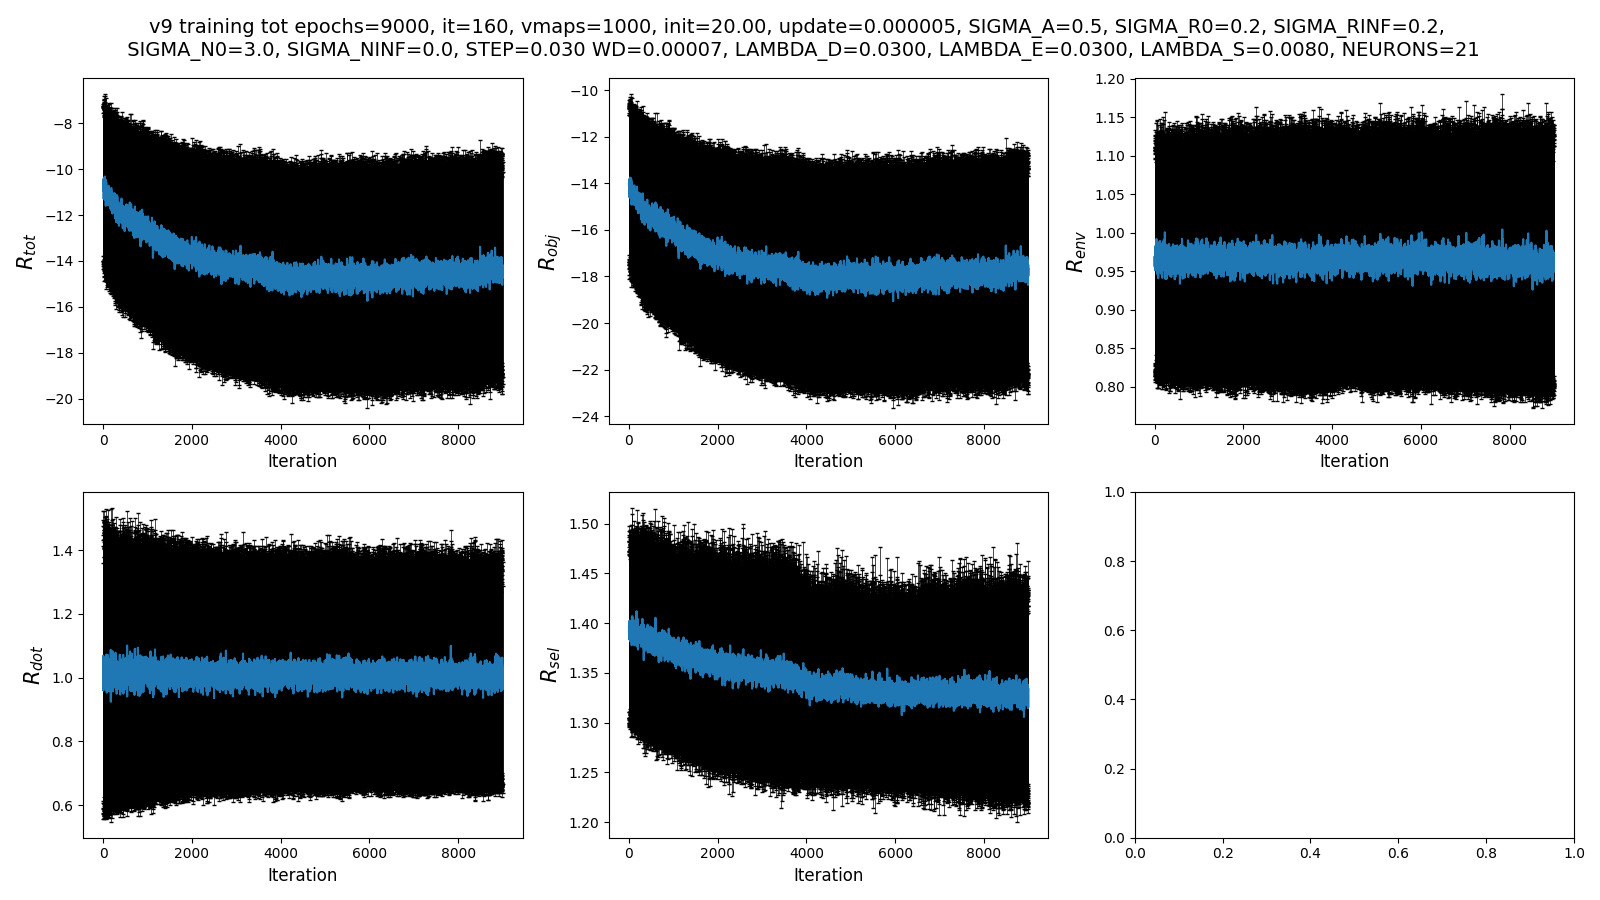 v9 training tot epochs=9000, it=160, vmaps=1000, init=20.00, update=0.000005, SIGMA_A=0.5, SIGMA_R0=0.2, SIGMA_RINF=0.2,
SIGMA_N0=3.0, SIGMA_NINF=0.0, STEP=0.030 WD=0.00007, LAMBDA_D=0.0300, LAMBDA_E=0.0300, LAMBDA_S=0.0080, NEURONS=21
R_tot
−8
−10
−12
−14
−16
−18
−20
0 2000 4000 6000 8000
Iteration
R_obj
−10
−12
−14
−16
−18
−20
−22
−24
0 2000 4000 6000 8000
Iteration
R_env
1.20
1.15
1.10
1.05
1.00
0.95
0.90
0.85
0.80
0 2000 4000 6000 8000
Iteration
R_dot
1.4
1.2
1.0
0.8
0.6
0 2000 4000 6000 8000
Iteration
R_sel
1.50
1.45
1.40
1.35
1.30
1.25
1.20
0 2000 4000 6000 8000
Iteration
1.0
0.8
0.6
0.4
0.2
0.0
0.0 0.2 0.4 0.6 0.8 1.0